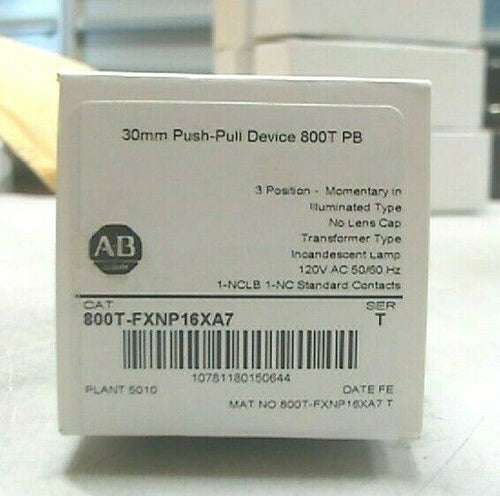 30mm Push-Pull Device 800T PB
3 Position - Momentary in
Illuminated Type
No Lens Cap
Transformer Type
Incandescent Lamp
120V AC 50/60 Hz
1-NCLB 1-NC Standard Contacts
AB
CAT SER
800T-FXNP16XA7 T
10781180150644
PLANT 5010 DATE FE
MAT NO 800T-FXNP16XA7 T